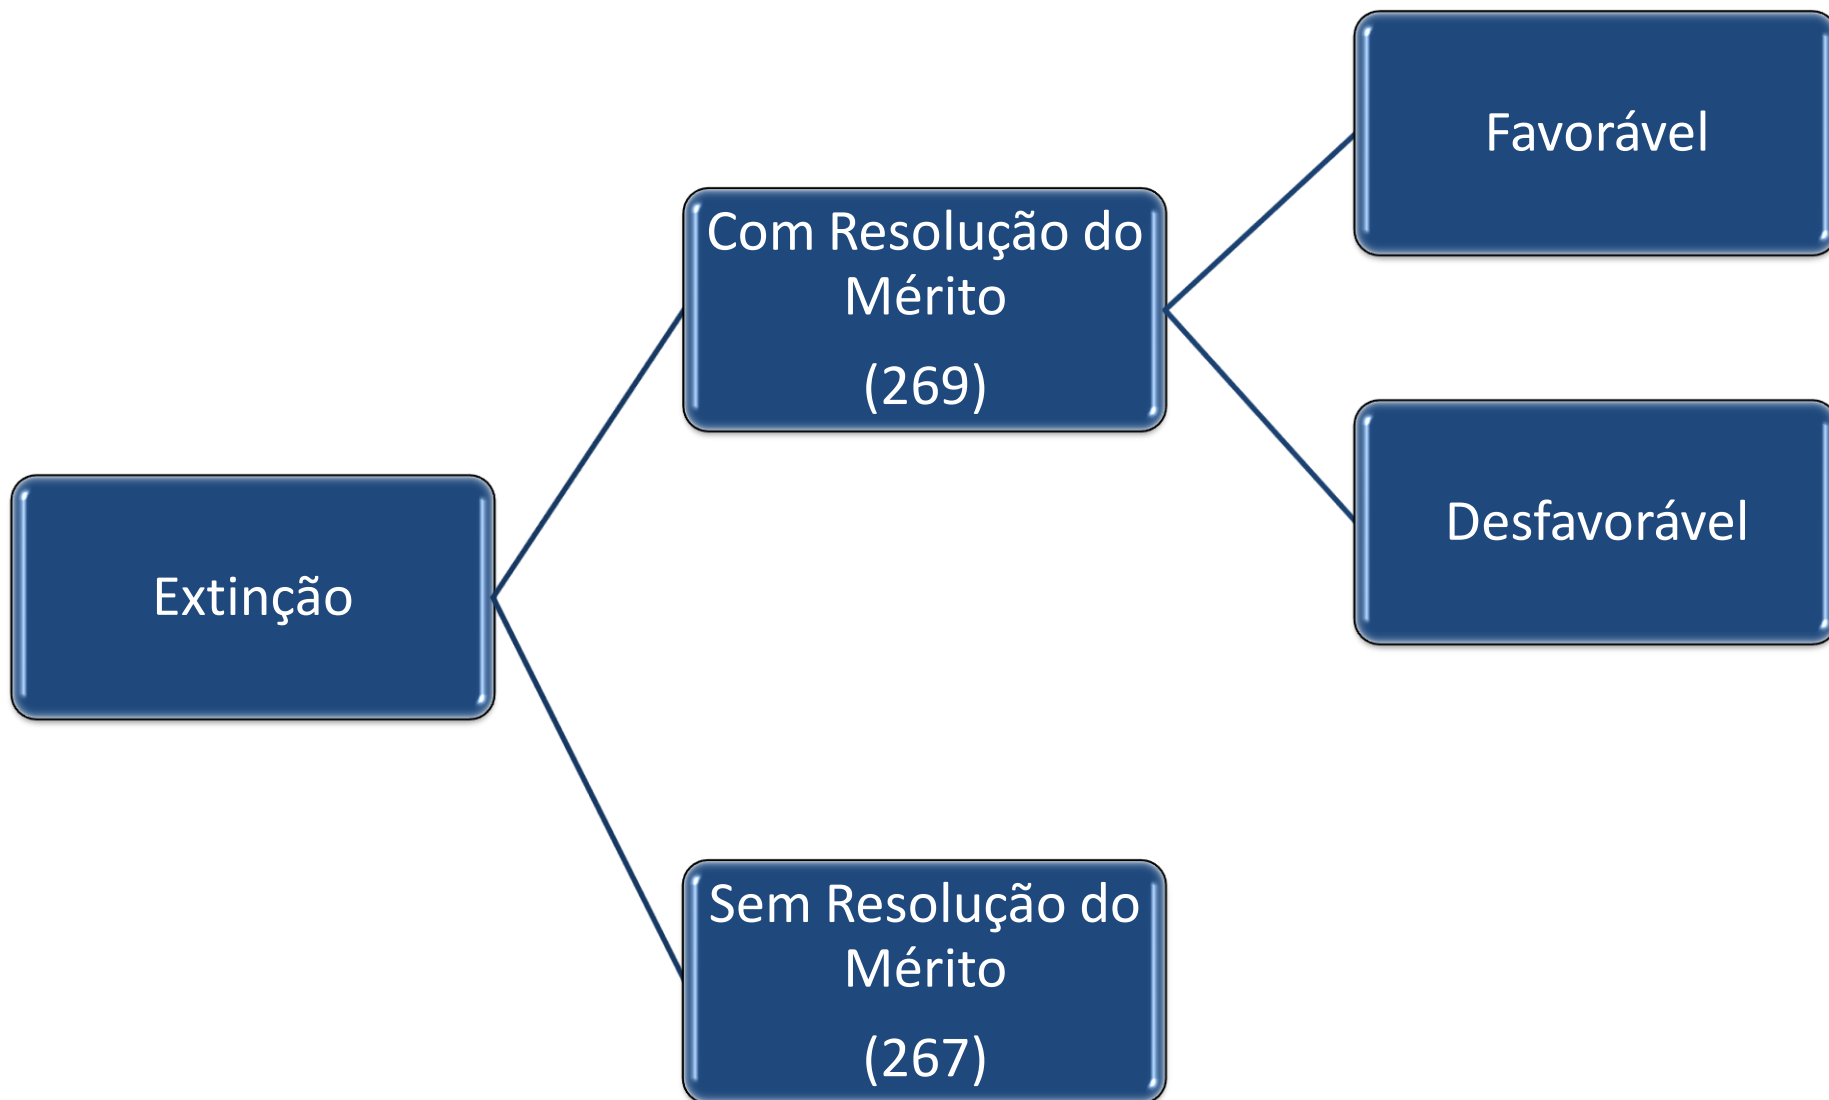 Extinção
Com Resolução do
Mérito
(269)
Favorável
Desfavorável
Sem Resolução do
Mérito
(267)